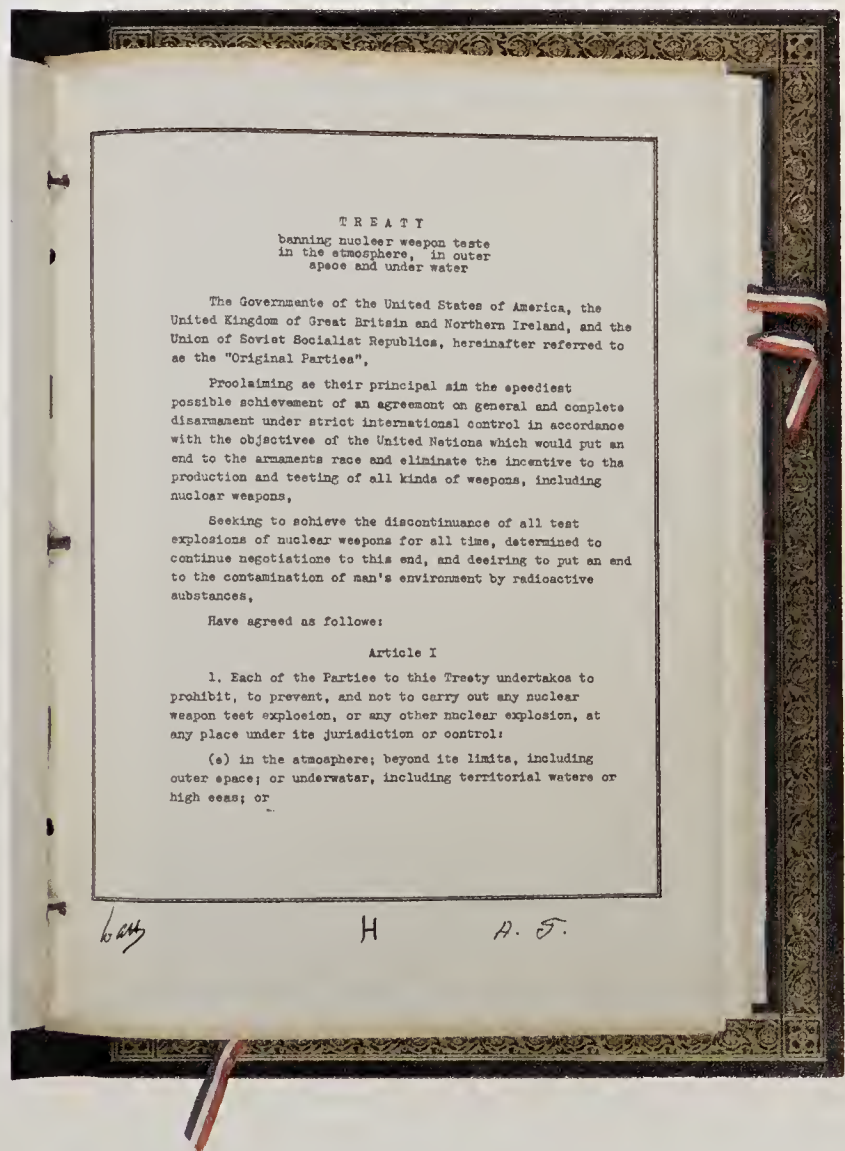 TREATY
banning nuclear weapon tests
in the atmosphere, in outer
space and under water
The Governments of the United States of America, the
United Kingdom of Great Britain and Northern Ireland, and the
Union of Soviet Socialist Republics, hereinafter referred to
as the "Original Parties",
Proclaiming as their principal aim the speediest
possible achievement of an agreement on general and complete
disarmament under strict international control in accordance
with the objectives of the United Nations which would put an
end to the armaments race and eliminate the incentive to the
production and testing of all kinds of weapons, including
nuclear weapons,
Seeking to achieve the discontinuance of all test
explosions of nuclear weapons for all time, determined to
continue negotiations to this end, and desiring to put an end
to the contamination of man's environment by radioactive
substances,
Have agreed as follows:
Article I
1. Each of the Parties to this Treaty undertakes to
prohibit, to prevent, and not to carry out any nuclear
weapon test explosion, or any other nuclear explosion, at
any place under its jurisdiction or control:
(a) in the atmosphere; beyond its limits, including
outer space; or underwater, including territorial waters or
high seas; or
H